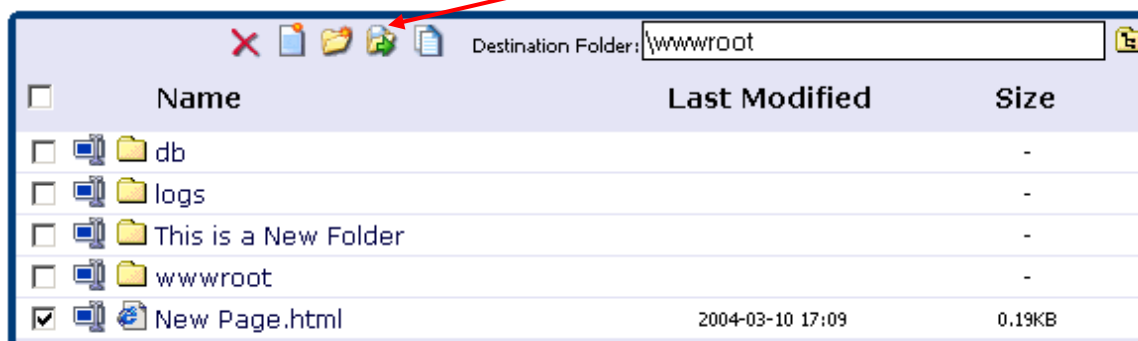 Destination Folder: \wwwroot
Name Last Modified Size
db -
logs -
This is a New Folder -
wwwroot -
New Page.html 2004-03-10 17:09 0.19KB